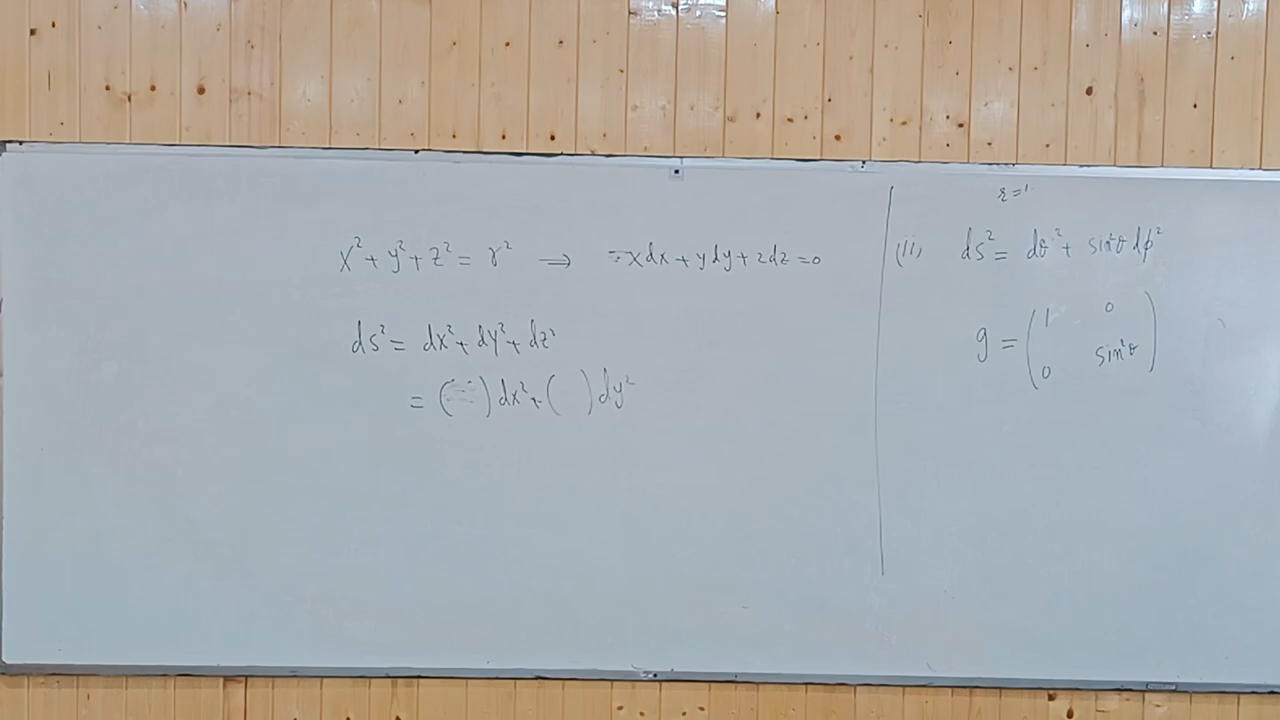 x² + y² + z² = r² ⟹ xdx + ydy + zdz = 0
ds² = dx² + dy² + dz²
= ( ) dx² + ( ) dy²
r = 1
(ii) ds² = dθ² + sin²θ dϕ²
g = ( 1 0
0 sin²θ )